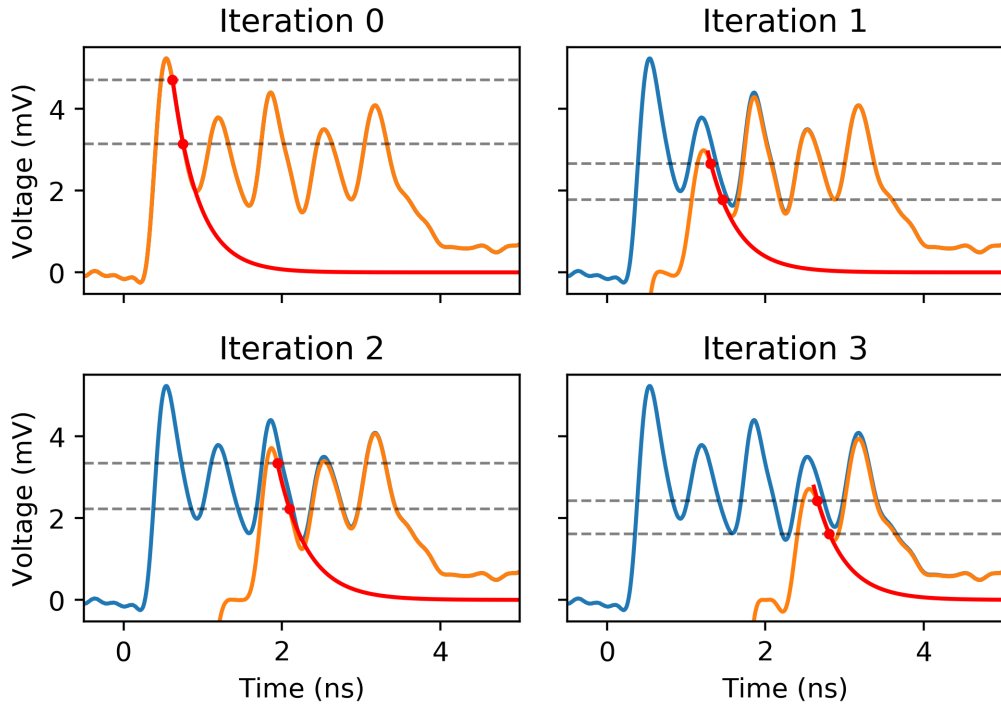 Iteration 0
Iteration 1
Voltage (mV)
4
2
0
Iteration 2
Iteration 3
Voltage (mV)
4
2
0
0
2
4
0
2
4
Time (ns)
Time (ns)